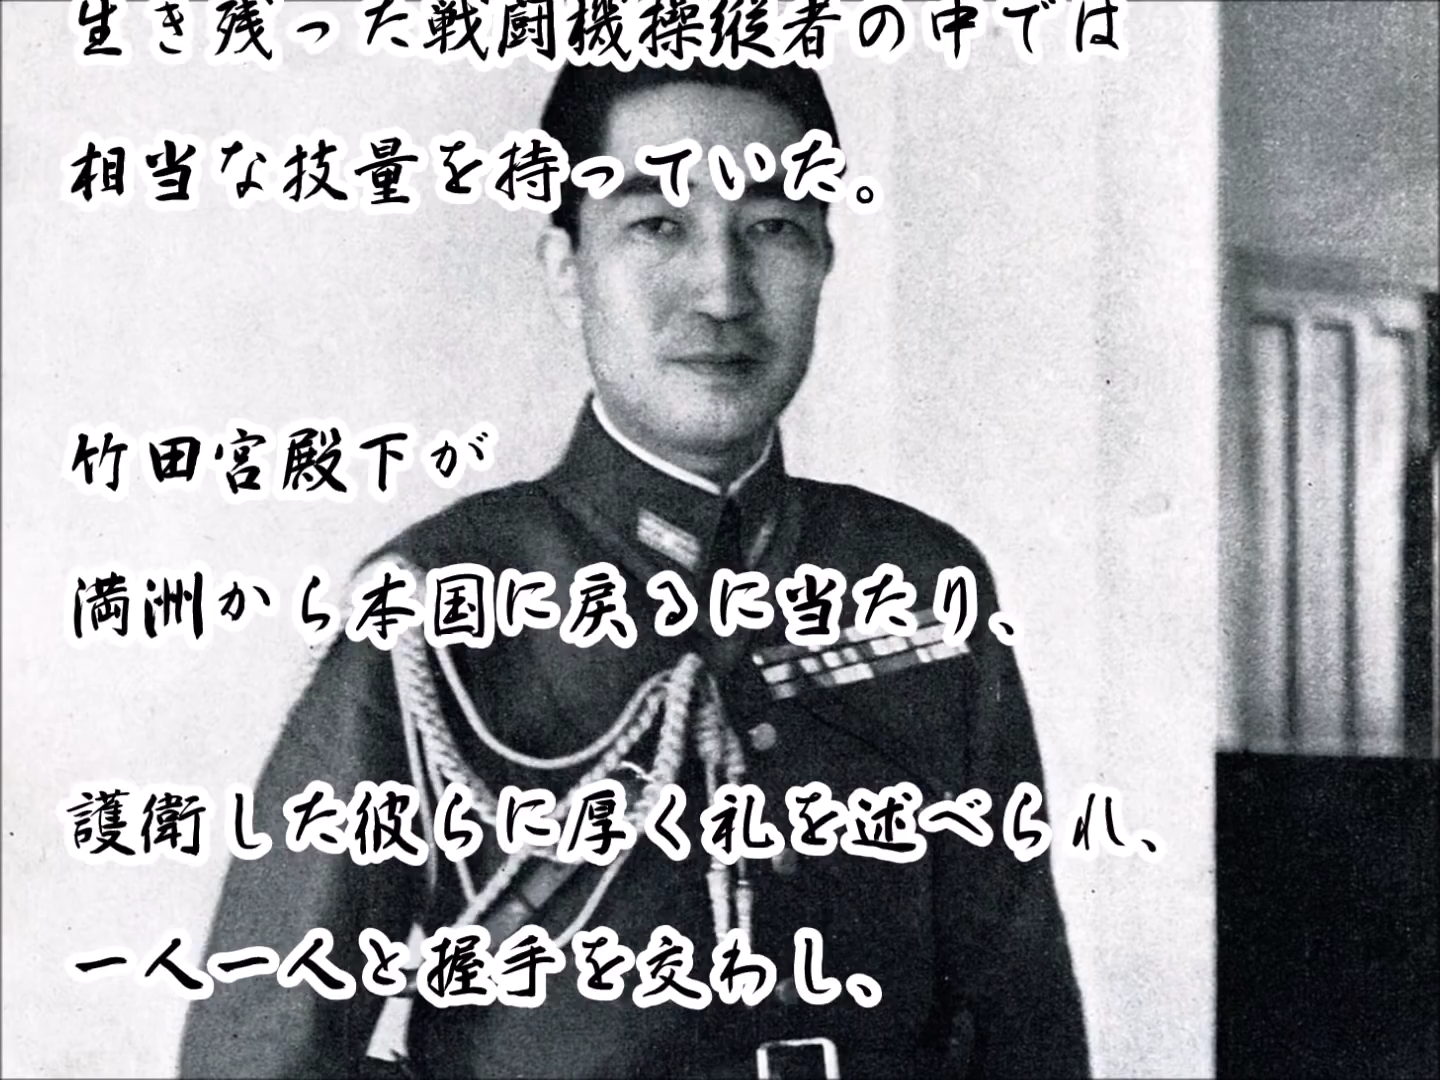 生き残った戦闘機操縦者の中では
相当な技量を持っていた。
竹田宮殿下が
満洲から本国に戻るに当たり、
護衛した彼らに厚く礼を述べられ、
一人一人と握手を交わし、